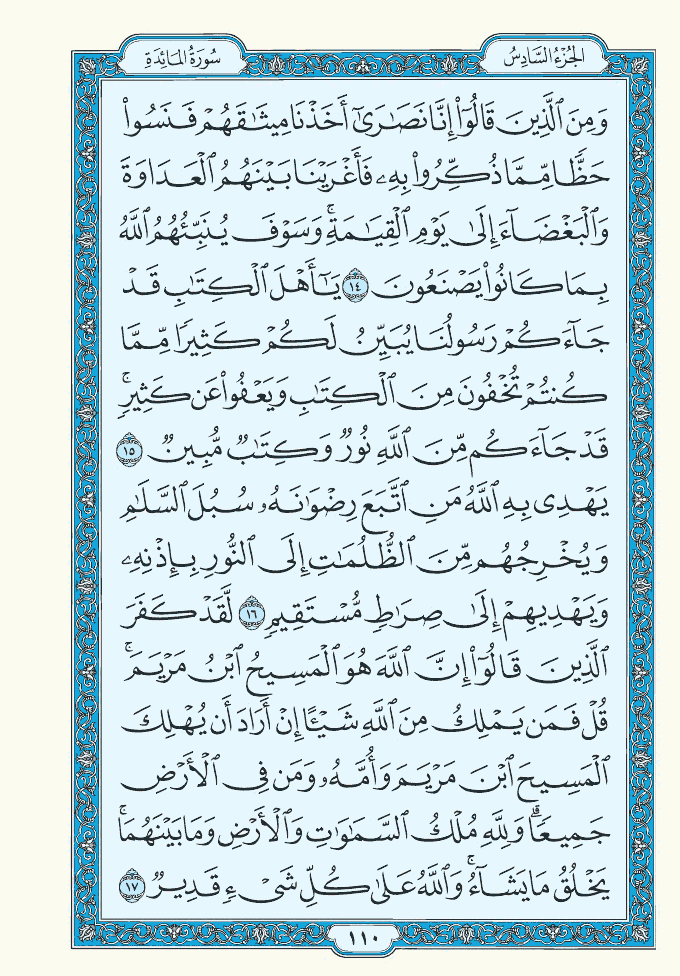 الجُزْءُ السَّادِسُ
سُورَةُ المَائِدَةِ
وَمِنَ ٱلَّذِينَ قَالُوٓا۟ إِنَّا نَصَـٰرَىٰٓ أَخَذْنَا مِيثَـٰقَهُمْ فَنَسُوا۟
حَظًّا مِّمَّا ذُكِّرُوا۟ بِهِۦ فَأَغْرَيْنَا بَيْنَهُمُ ٱلْعَدَاوَةَ
وَٱلْبَغْضَآءَ إِلَىٰ يَوْمِ ٱلْقِيَـٰمَةِ ۚ وَسَوْفَ يُنَبِّئُهُمُ ٱللَّهُ
بِمَا كَانُوا۟ يَصْنَعُونَ ١٤ يَـٰٓأَهْلَ ٱلْكِتَـٰبِ قَدْ
جَآءَكُمْ رَسُولُنَا يُبَيِّنُ لَكُمْ كَثِيرًا مِّمَّا
كُنتُمْ تُخْفُونَ مِنَ ٱلْكِتَـٰبِ وَيَعْفُوا۟ عَن كَثِيرٍ ۚ
قَدْ جَآءَكُم مِّنَ ٱللَّهِ نُورٌ وَكِتَـٰبٌ مُّبِينٌ ١٥
يَهْدِى بِهِ ٱللَّهُ مَنِ ٱتَّبَعَ رِضْوَٰنَهُۥ سُبُلَ ٱلسَّلَـٰمِ
وَيُخْرِجُهُم مِّنَ ٱلظُّلُمَـٰتِ إِلَى ٱلنُّورِ بِإِذْنِهِۦ
وَيَهْدِيهِمْ إِلَىٰ صِرَٰطٍ مُّسْتَقِيمٍ ١٦ لَّقَدْ كَفَرَ
ٱلَّذِينَ قَالُوٓا۟ إِنَّ ٱللَّهَ هُوَ ٱلْمَسِيحُ ٱبْنُ مَرْيَمَ ۚ
قُلْ فَمَن يَمْلِكُ مِنَ ٱللَّهِ شَيْـًٔا إِنْ أَرَادَ أَن يُهْلِكَ
ٱلْمَسِيحَ ٱبْنَ مَرْيَمَ وَأُمَّهُۥ وَمَن فِى ٱلْأَرْضِ
جَمِيعًا ۗ وَلِلَّهِ مُلْكُ ٱلسَّمَـٰوَٰتِ وَٱلْأَرْضِ وَمَا بَيْنَهُمَا ۚ
يَخْلُقُ مَا يَشَآءُ ۚ وَٱللَّهُ عَلَىٰ كُلِّ شَىْءٍ قَدِيرٌ ١٧
١١٠